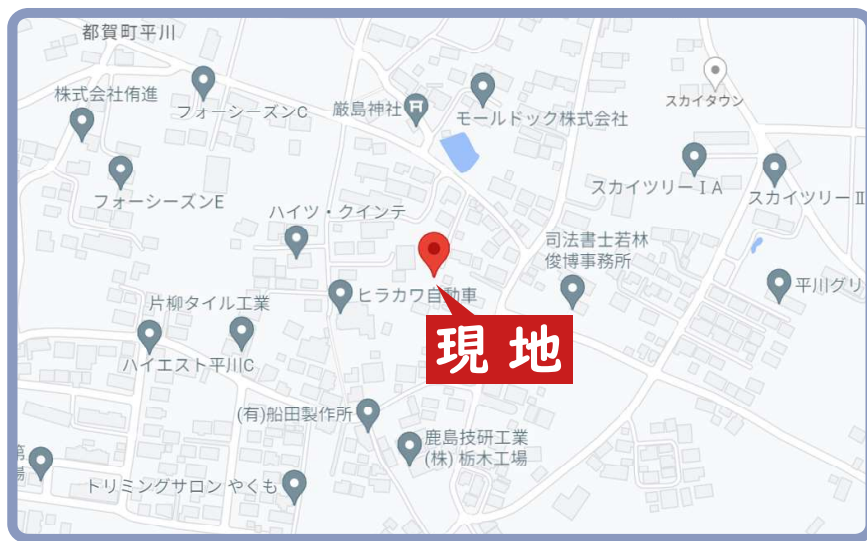 都賀町平川
株式会社侑進
フォーシーズンC
厳島神社
モールドック株式会社
スカイタウン
フォーシーズンE
スカイツリーⅠA
スカイツリーⅡ
ハイツ・クインテ
司法書士若林
俊博事務所
ヒラカワ自動車
平川グリ
片柳タイル工業
現地
ハイエスト平川C
(有)船田製作所
鹿島技研工業
(株) 栃木工場
トリミングサロン やくも